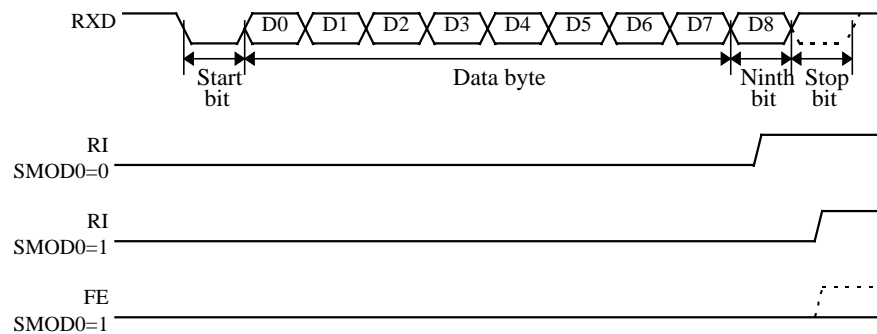 RXD D0 D1 D2 D3 D4 D5 D6 D7 D8
Start Data byte Ninth Stop
bit bit bit
RI
SMOD0=0
RI
SMOD0=1
FE
SMOD0=1